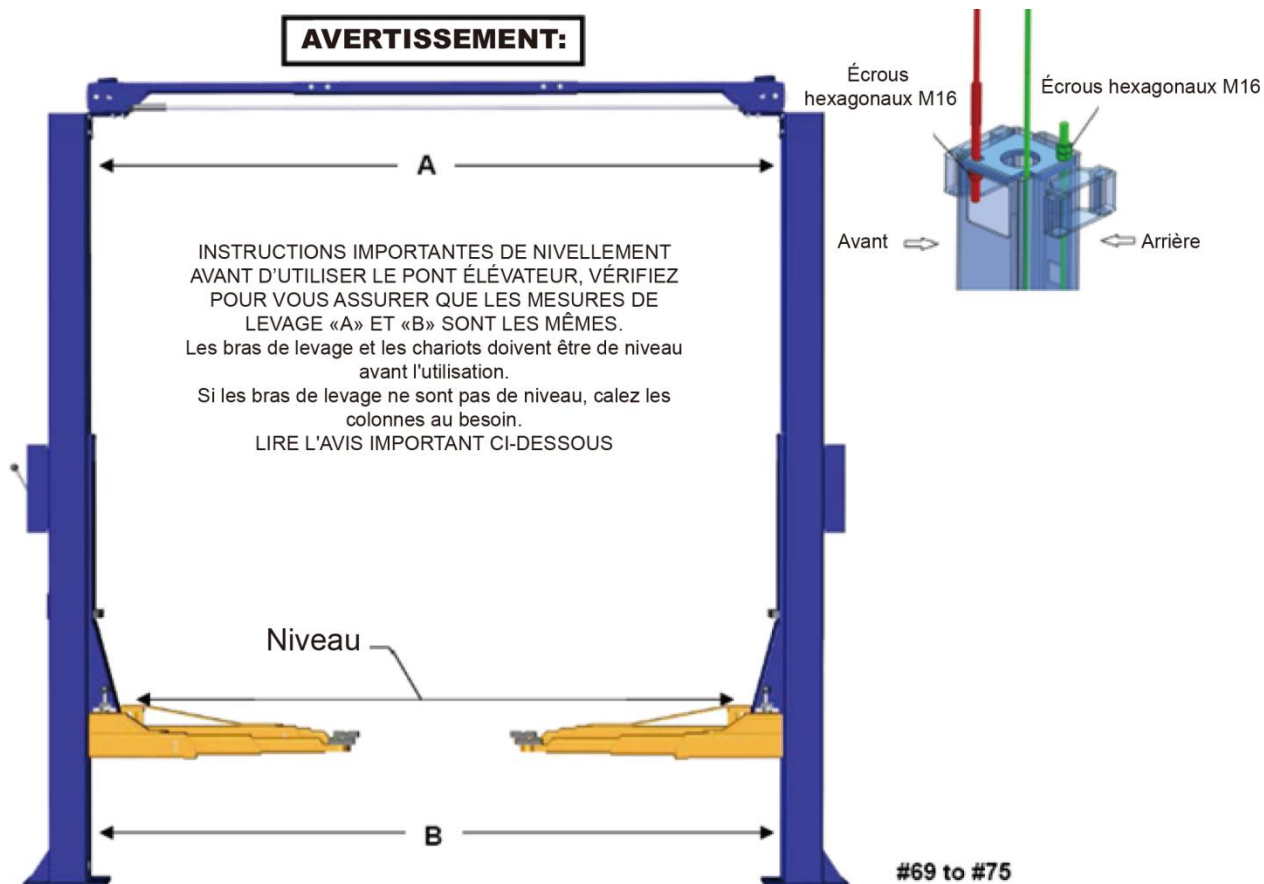 AVERTISSEMENT:
A
INSTRUCTIONS IMPORTANTES DE NIVELLEMENT
AVANT D’UTILISER LE PONT ÉLÉVATEUR, VÉRIFIEZ
POUR VOUS ASSURER QUE LES MESURES DE
LEVAGE «A» ET «B» SONT LES MÊMES.
Les bras de levage et les chariots doivent être de niveau
avant l'utilisation.
Si les bras de levage ne sont pas de niveau, calez les
colonnes au besoin.
LIRE L'AVIS IMPORTANT CI-DESSOUS
Niveau
B
Écrous
hexagonaux M16
Écrous hexagonaux M16
Avant
Arrière
#69 to #75